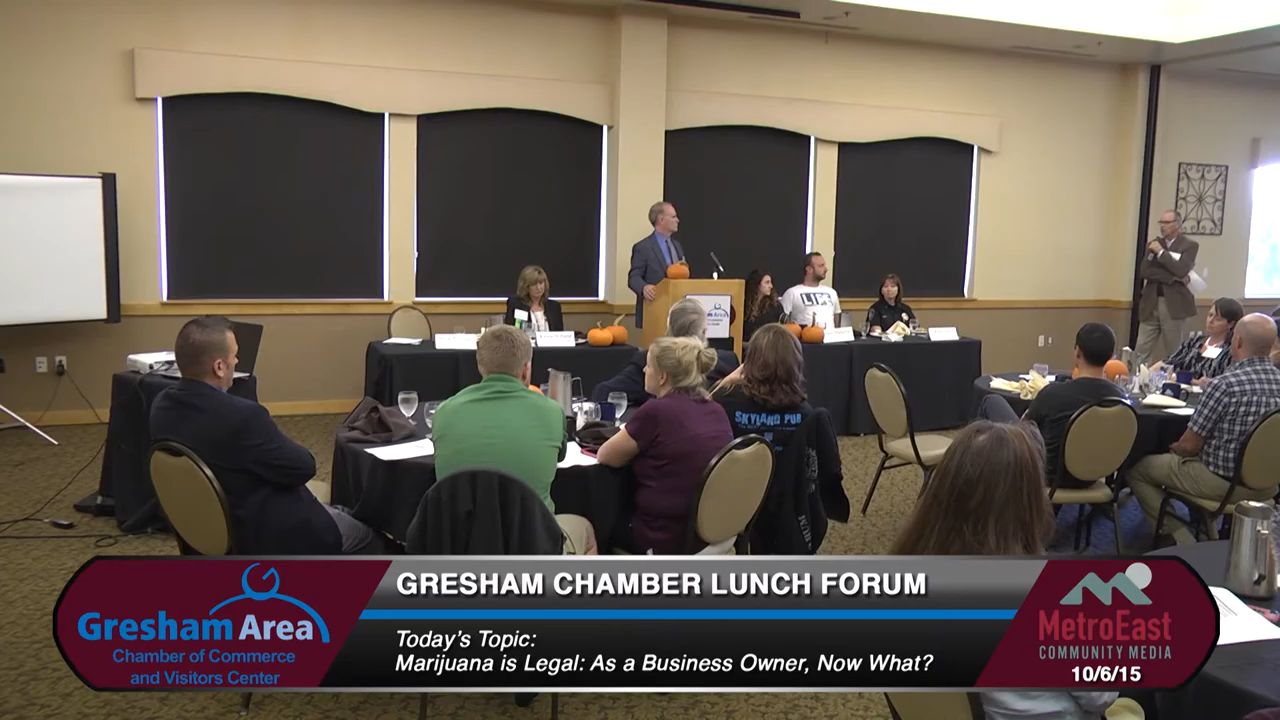 LIFE
SKYLAND PUB
GRESHAM CHAMBER LUNCH FORUM
Gresham Area
Chamber of Commerce
and Visitors Center
Today's Topic:
Marijuana is Legal: As a Business Owner, Now What?
MetroEast
COMMUNITY MEDIA
10/6/15